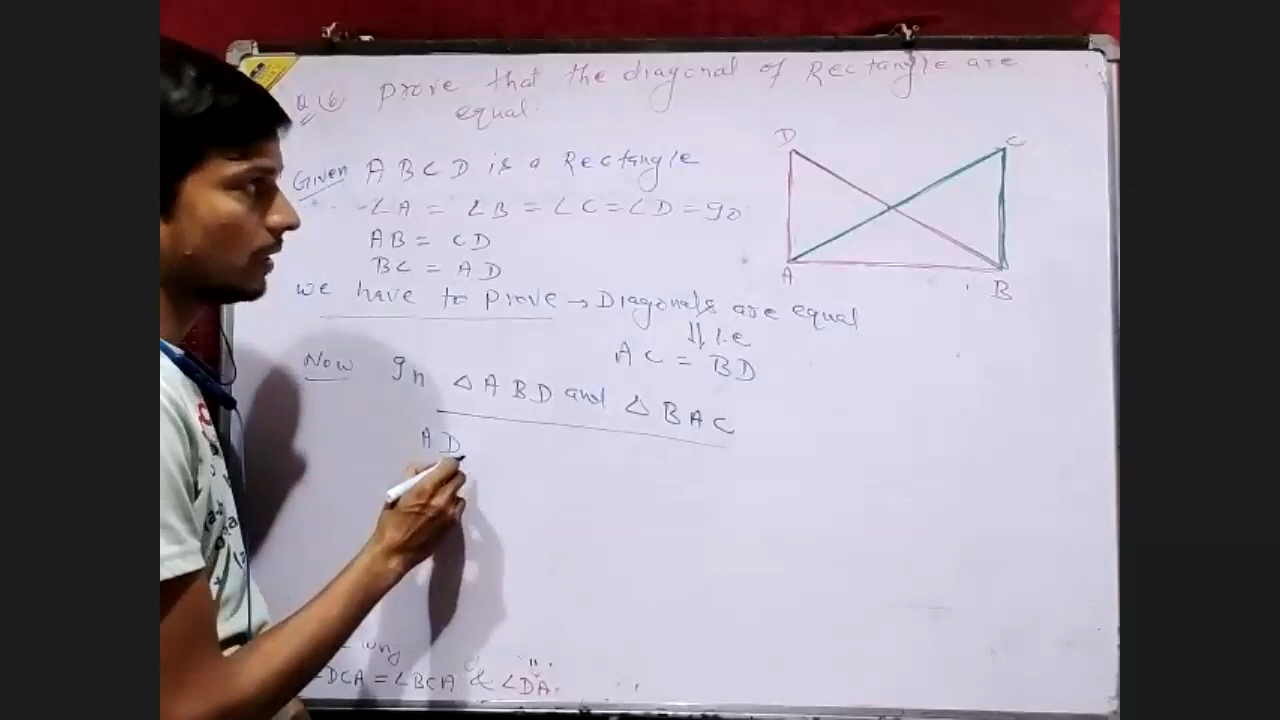 Q (6) Prove that the diagonal of Rectangle are
equal.
Given ABCD is a Rectangle
∠A = ∠B = ∠C = ∠D = 90
AB = CD
BC = AD
we have to prove → Diagonals are equal
⇓ i.e
AC = BD
Now In △ABD and △BAC
AD
D
C
A
B
DCA = ∠BCA & ∠DA